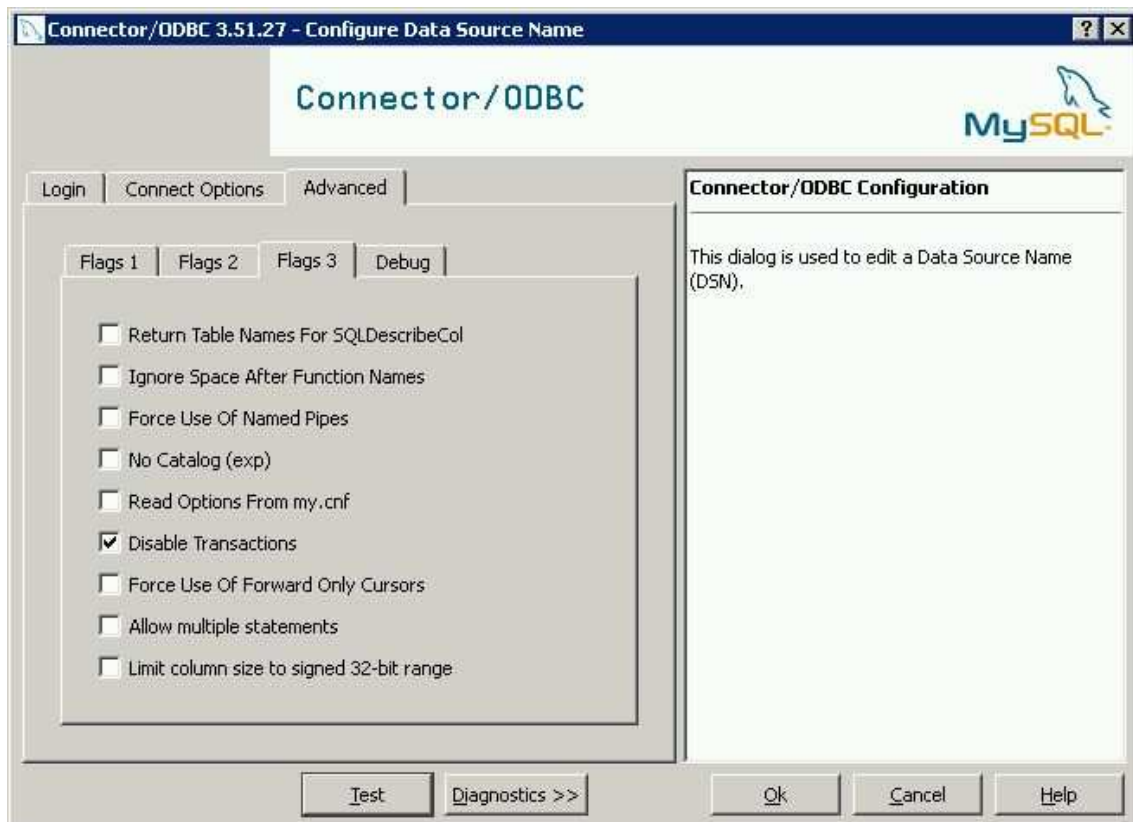 Connector/ODBC 3.51.27 - Configure Data Source Name
Connector/ODBC
MySQL
Login
Connect Options
Advanced
Connector/ODBC Configuration
This dialog is used to edit a Data Source Name
(DSN).
Flags 1
Flags 2
Flags 3
Debug
Return Table Names For SQLDescribeCol
Ignore Space After Function Names
Force Use Of Named Pipes
No Catalog (exp)
Read Options From my.cnf
Disable Transactions
Force Use Of Forward Only Cursors
Allow multiple statements
Limit column size to signed 32-bit range
Test
Diagnostics >>
Ok
Cancel
Help